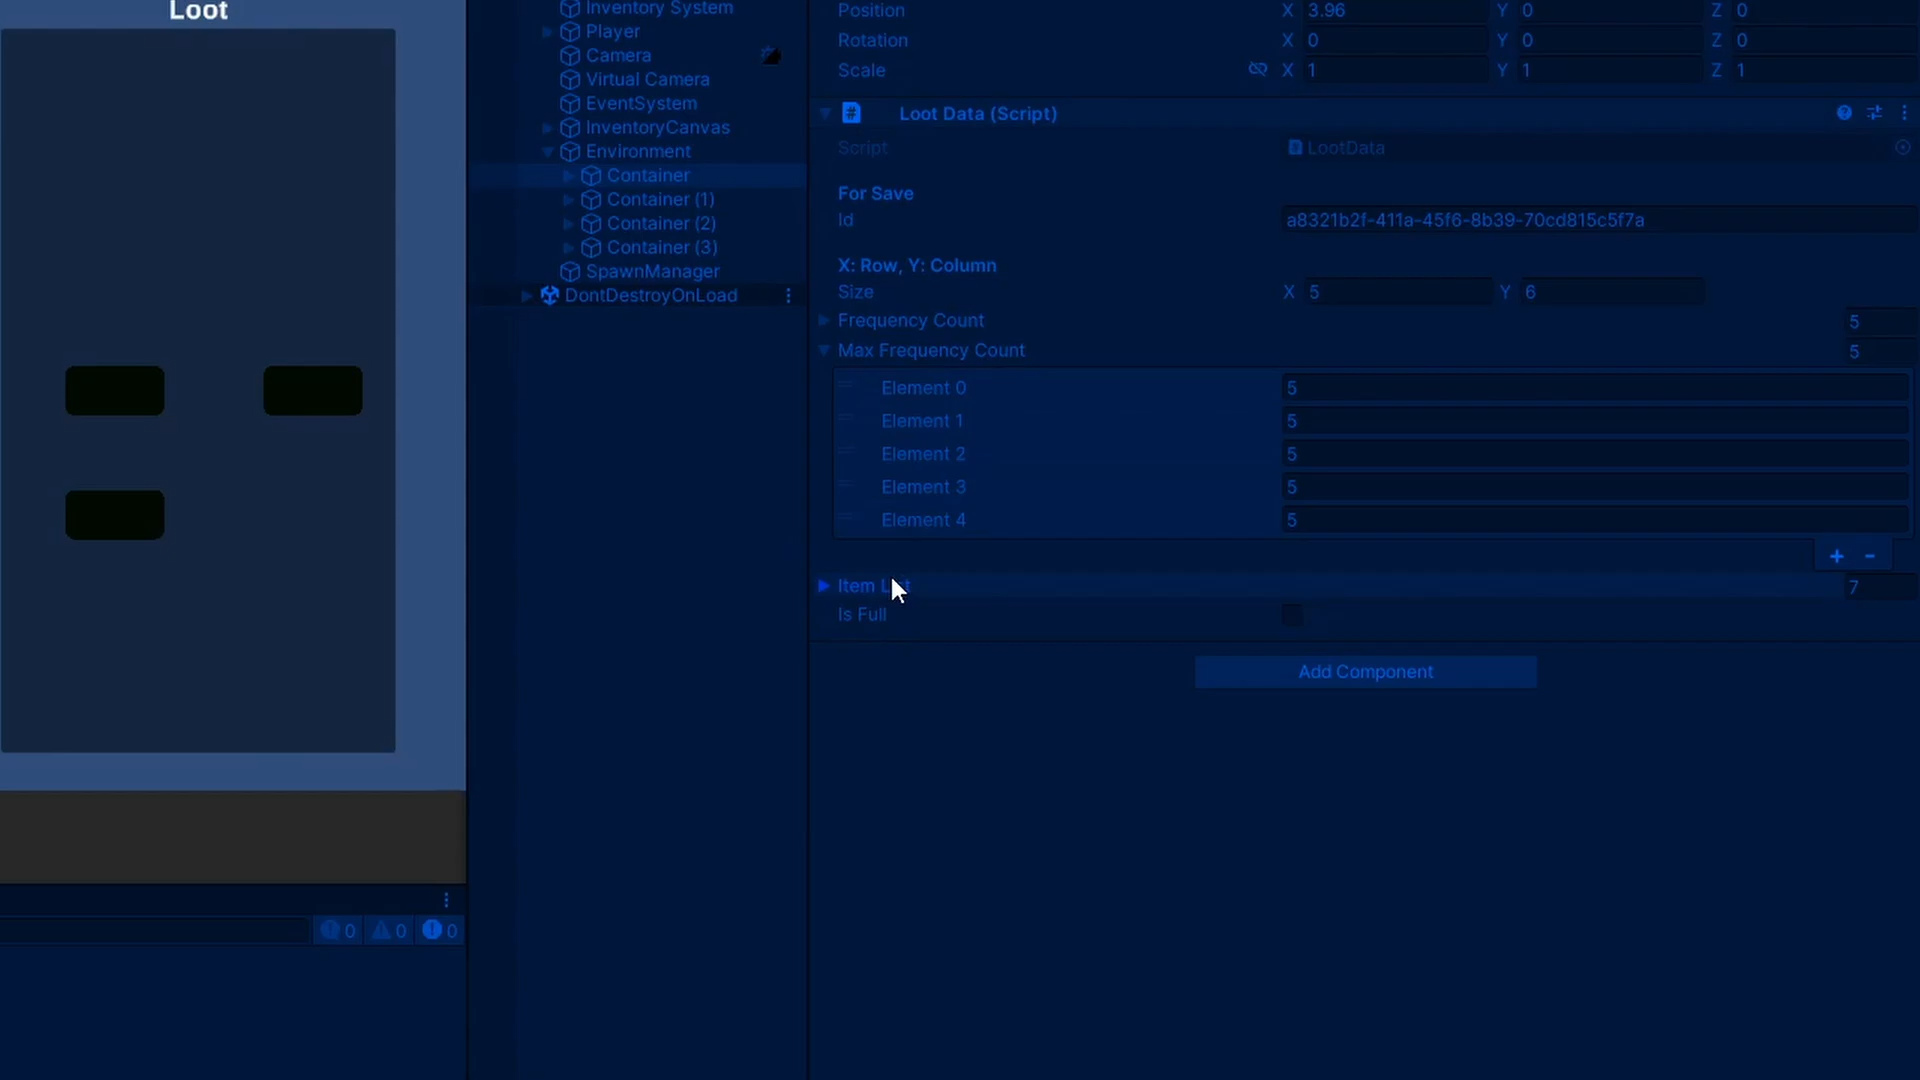 Loot
Inventory System
Player
Camera
Virtual Camera
EventSystem
InventoryCanvas
Environment
Container
Container (1)
Container (2)
Container (3)
SpawnManager
DontDestroyOnLoad
Position X 3.96 Y 0 Z 0
Rotation X 0 Y 0 Z 0
Scale X 1 Y 1 Z 1
# Loot Data (Script)
Script LootData
For Save
Id a8321b2f-411a-45f6-8b39-70cd815c5f7a
X: Row, Y: Column
Size X 5 Y 6
Frequency Count 5
Max Frequency Count 5
Element 0 5
Element 1 5
Element 2 5
Element 3 5
Element 4 5
+ -
Item 7
Is Full
Add Component
0 0 0